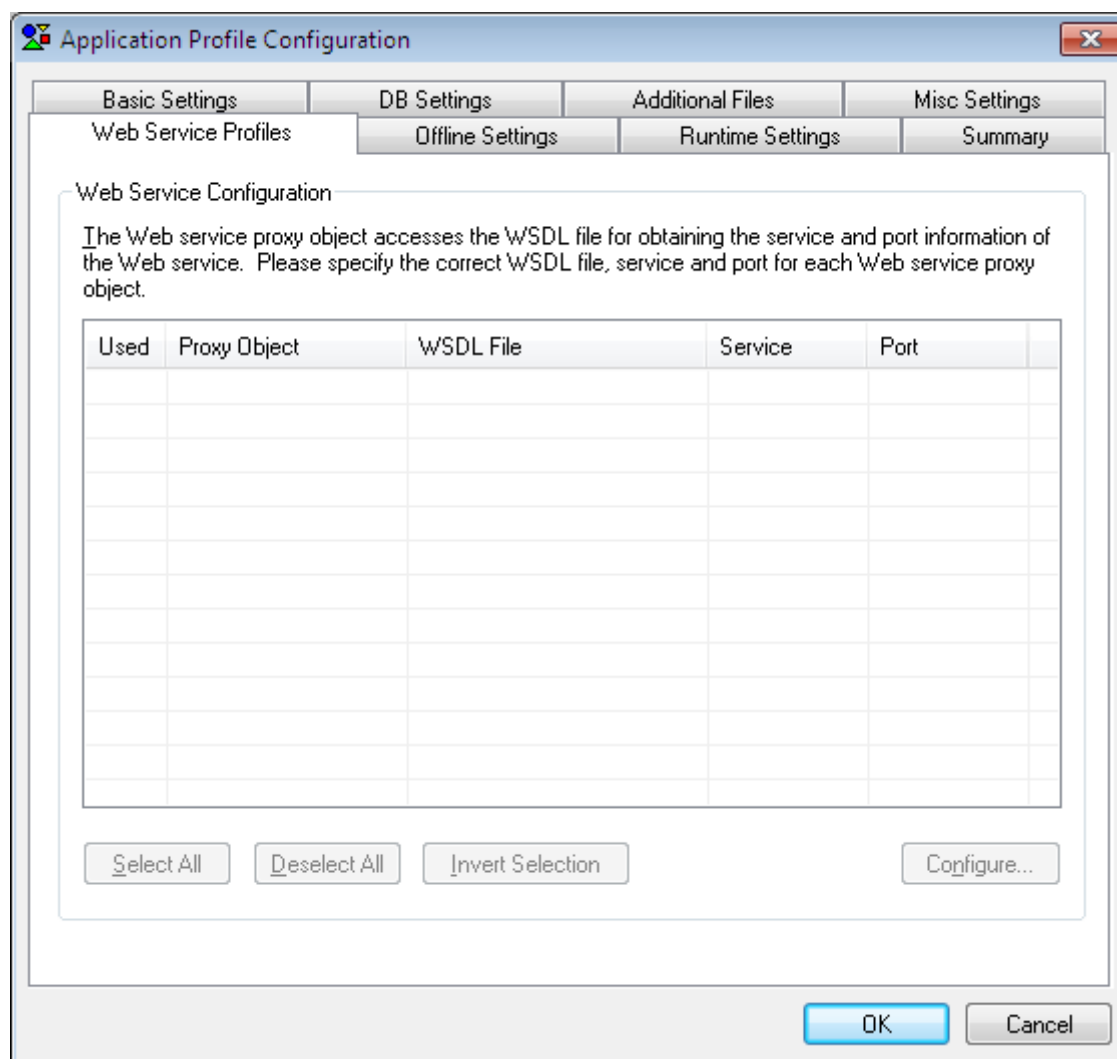 Application Profile Configuration
Basic Settings DB Settings Additional Files Misc Settings
Web Service Profiles Offline Settings Runtime Settings Summary
Web Service Configuration
The Web service proxy object accesses the WSDL file for obtaining the service and port information of
the Web service. Please specify the correct WSDL file, service and port for each Web service proxy
object.
Used Proxy Object WSDL File Service Port
Select All Deselect All Invert Selection Configure...
OK Cancel